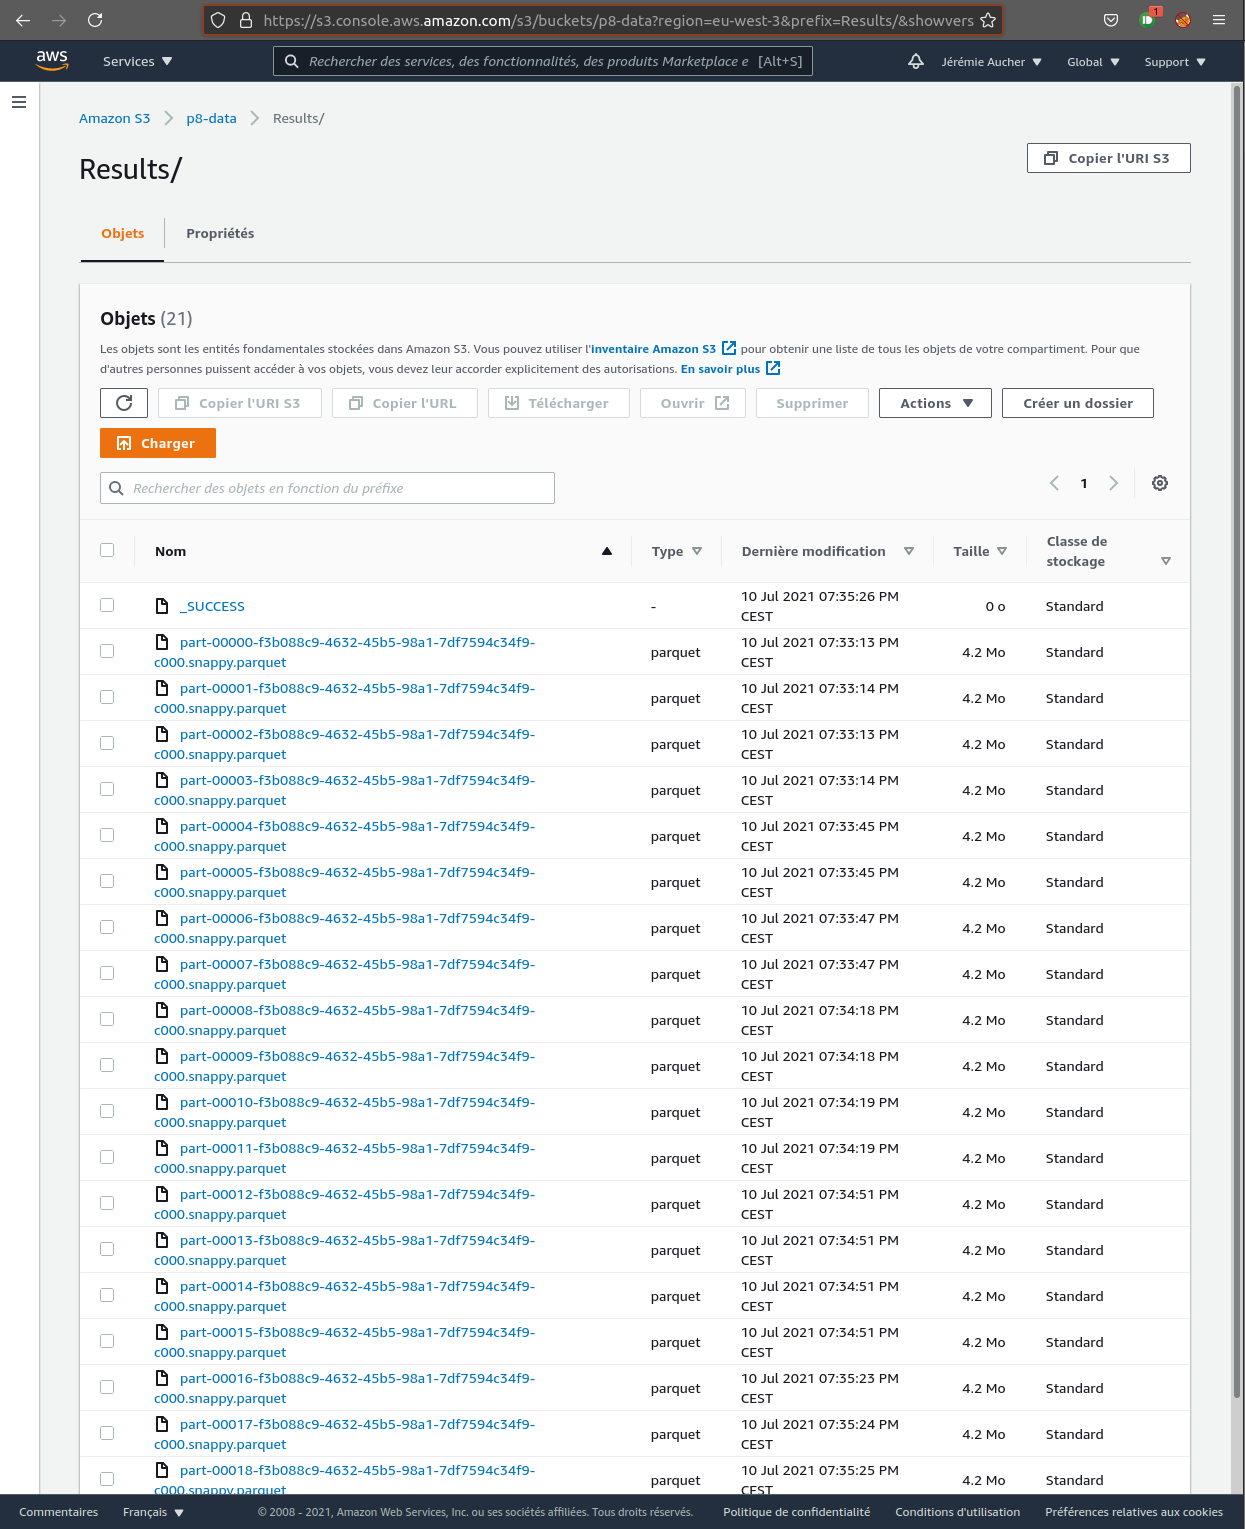 https://s3.console.aws.amazon.com/s3/buckets/p8-data?region=eu-west-3&prefix=Results/&showvers
1
aws Services Rechercher des services, des fonctionnalités, des produits Marketplace e [Alt+S] Jérémie Aucher Global Support
Amazon S3 p8-data Results/
Results/
Copier l'URI S3
Objets Propriétés
Objets (21)
Les objets sont les entités fondamentales stockées dans Amazon S3. Vous pouvez utiliser l'inventaire Amazon S3 pour obtenir une liste de tous les objets de votre compartiment. Pour que
d'autres personnes puissent accéder à vos objets, vous devez leur accorder explicitement des autorisations. En savoir plus
Copier l'URI S3 Copier l'URL Télécharger Ouvrir Supprimer Actions Créer un dossier
Charger
Rechercher des objets en fonction du préfixe
1
Nom Type Dernière modification Taille Classe de stockage
_SUCCESS - 10 Jul 2021 07:35:26 PM CEST 0 o Standard
part-00000-f3b088c9-4632-45b5-98a1-7df7594c34f9-c000.snappy.parquet parquet 10 Jul 2021 07:33:13 PM CEST 4.2 Mo Standard
part-00001-f3b088c9-4632-45b5-98a1-7df7594c34f9-c000.snappy.parquet parquet 10 Jul 2021 07:33:14 PM CEST 4.2 Mo Standard
part-00002-f3b088c9-4632-45b5-98a1-7df7594c34f9-c000.snappy.parquet parquet 10 Jul 2021 07:33:13 PM CEST 4.2 Mo Standard
part-00003-f3b088c9-4632-45b5-98a1-7df7594c34f9-c000.snappy.parquet parquet 10 Jul 2021 07:33:14 PM CEST 4.2 Mo Standard
part-00004-f3b088c9-4632-45b5-98a1-7df7594c34f9-c000.snappy.parquet parquet 10 Jul 2021 07:33:45 PM CEST 4.2 Mo Standard
part-00005-f3b088c9-4632-45b5-98a1-7df7594c34f9-c000.snappy.parquet parquet 10 Jul 2021 07:33:45 PM CEST 4.2 Mo Standard
part-00006-f3b088c9-4632-45b5-98a1-7df7594c34f9-c000.snappy.parquet parquet 10 Jul 2021 07:33:47 PM CEST 4.2 Mo Standard
part-00007-f3b088c9-4632-45b5-98a1-7df7594c34f9-c000.snappy.parquet parquet 10 Jul 2021 07:33:47 PM CEST 4.2 Mo Standard
part-00008-f3b088c9-4632-45b5-98a1-7df7594c34f9-c000.snappy.parquet parquet 10 Jul 2021 07:34:18 PM CEST 4.2 Mo Standard
part-00009-f3b088c9-4632-45b5-98a1-7df7594c34f9-c000.snappy.parquet parquet 10 Jul 2021 07:34:18 PM CEST 4.2 Mo Standard
part-00010-f3b088c9-4632-45b5-98a1-7df7594c34f9-c000.snappy.parquet parquet 10 Jul 2021 07:34:19 PM CEST 4.2 Mo Standard
part-00011-f3b088c9-4632-45b5-98a1-7df7594c34f9-c000.snappy.parquet parquet 10 Jul 2021 07:34:19 PM CEST 4.2 Mo Standard
part-00012-f3b088c9-4632-45b5-98a1-7df7594c34f9-c000.snappy.parquet parquet 10 Jul 2021 07:34:51 PM CEST 4.2 Mo Standard
part-00013-f3b088c9-4632-45b5-98a1-7df7594c34f9-c000.snappy.parquet parquet 10 Jul 2021 07:34:51 PM CEST 4.2 Mo Standard
part-00014-f3b088c9-4632-45b5-98a1-7df7594c34f9-c000.snappy.parquet parquet 10 Jul 2021 07:34:51 PM CEST 4.2 Mo Standard
part-00015-f3b088c9-4632-45b5-98a1-7df7594c34f9-c000.snappy.parquet parquet 10 Jul 2021 07:34:51 PM CEST 4.2 Mo Standard
part-00016-f3b088c9-4632-45b5-98a1-7df7594c34f9-c000.snappy.parquet parquet 10 Jul 2021 07:35:23 PM CEST 4.2 Mo Standard
part-00017-f3b088c9-4632-45b5-98a1-7df7594c34f9-c000.snappy.parquet parquet 10 Jul 2021 07:35:24 PM CEST 4.2 Mo Standard
part-00018-f3b088c9-4632-45b5-98a1-7df7594c34f9-c000.snappy.parquet parquet 10 Jul 2021 07:35:25 PM CEST 4.2 Mo Standard
Commentaires Français © 2008 - 2021, Amazon Web Services, Inc. ou ses sociétés affiliées. Tous droits réservés. Politique de confidentialité Conditions d'utilisation Préférences relatives aux cookies